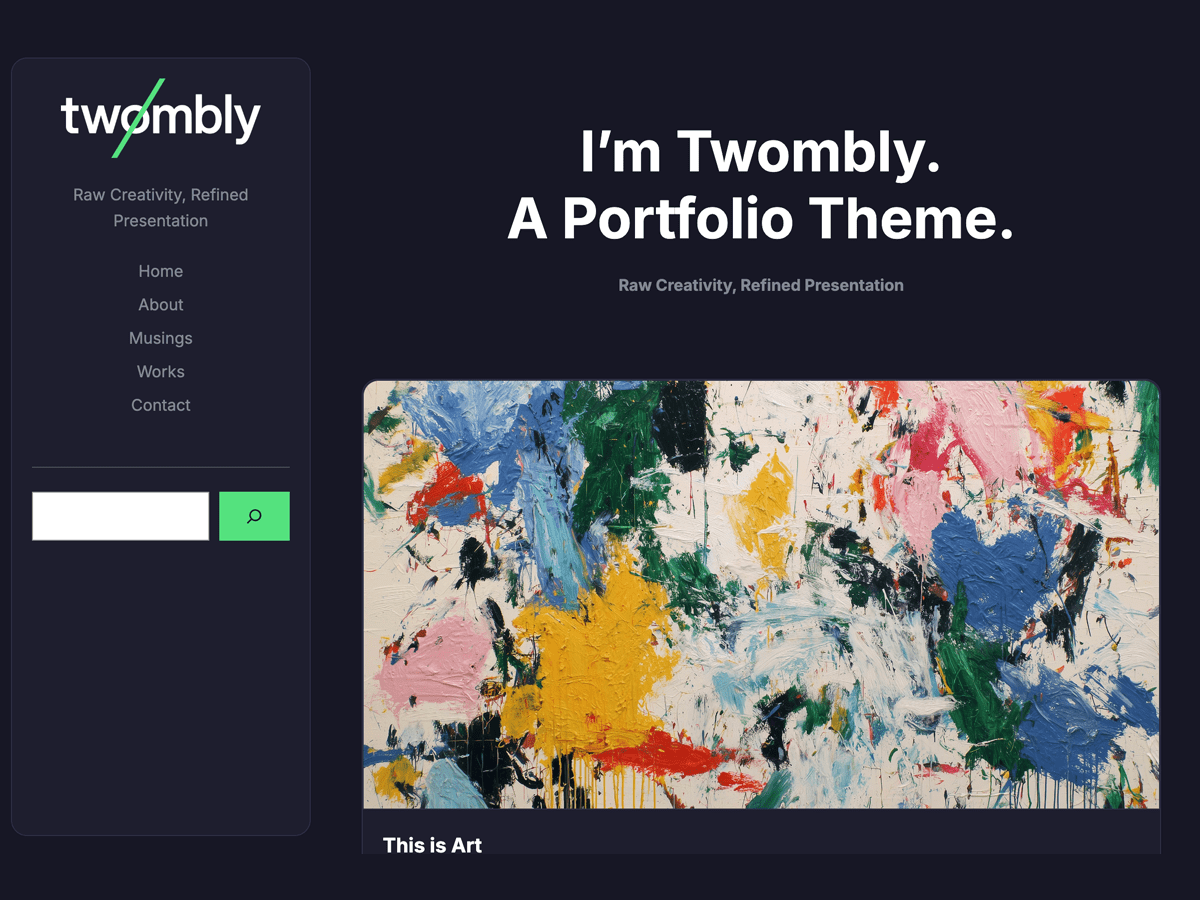 twombly
Raw Creativity, Refined
Presentation
Home
About
Musings
Works
Contact
I’m Twombly.
A Portfolio Theme.
Raw Creativity, Refined Presentation
This is Art